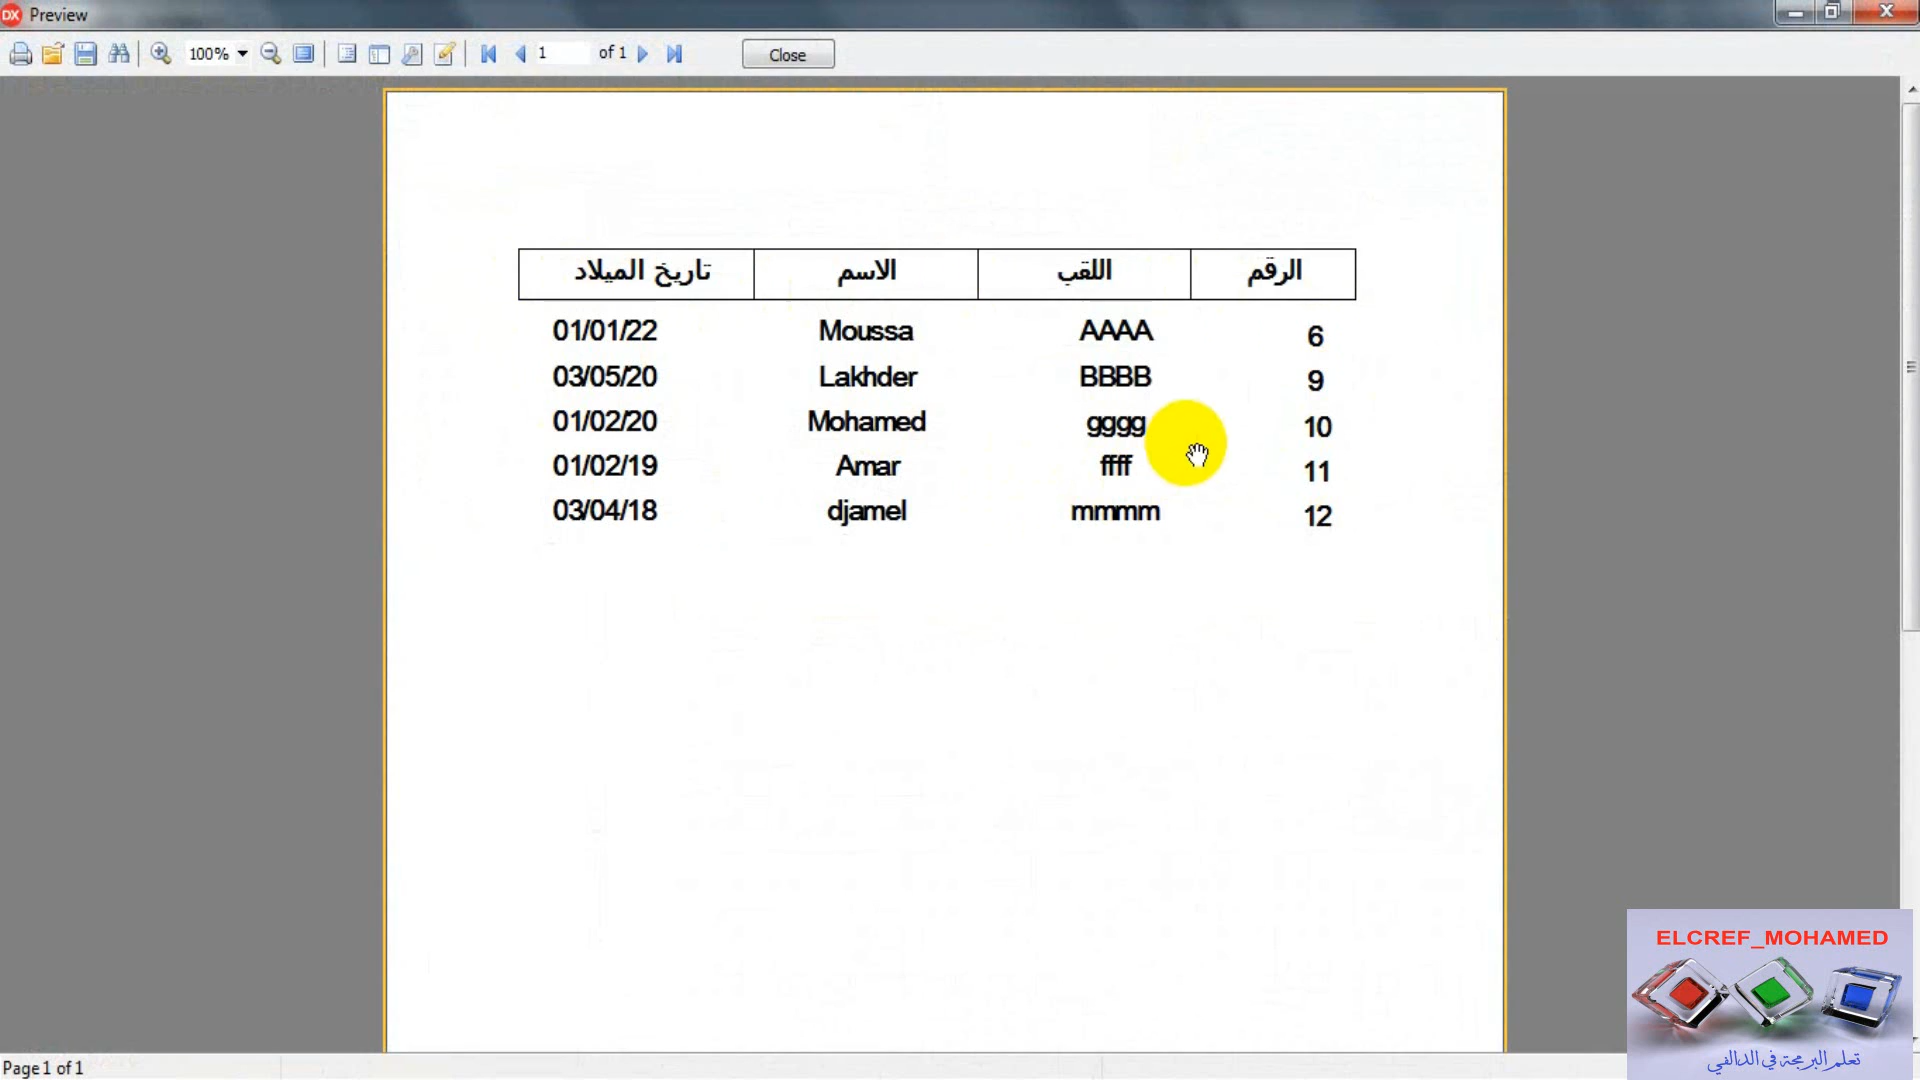 DX Preview
100% 1 of 1 Close
الرقم اللقب الاسم تاريخ الميلاد
01/01/22 Moussa AAAA 6
03/05/20 Lakhder BBBB 9
01/02/20 Mohamed gggg 10
01/02/19 Amar ffff 11
03/04/18 djamel mmmm 12
ELCREF_MOHAMED
تعلم البرمجة في الدالفي
Page 1 of 1